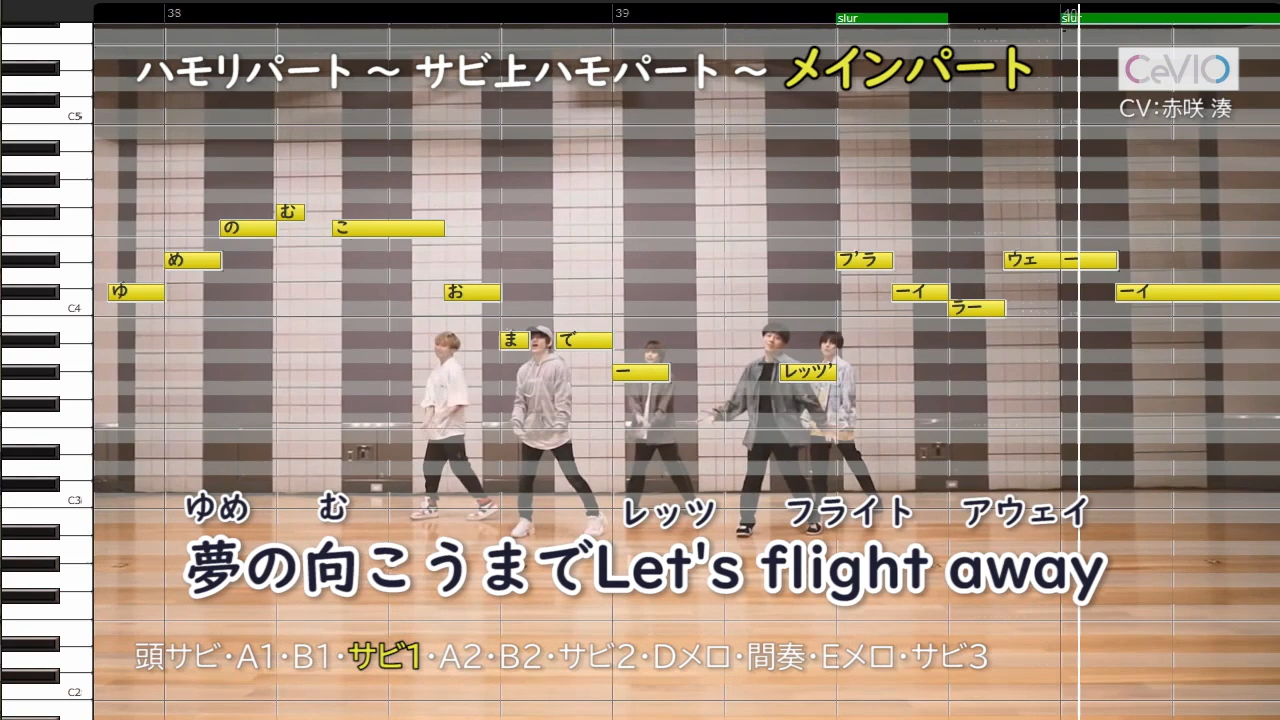 38 39 40
slur slur
ハモリパート ～ サビ上ハモパート ～ メインパート
CeVIO
CV:赤咲 湊
C5
む
の こ
め プ'ラ ウェ ー
ゆ お ーイ ーイ
C4 ラー
ま で
ー レッツ'
C3
ゆめ む レッツ フライト アウェイ
夢の向こうまでLet's flight away
頭サビ・A1・B1・サビ1・A2・B2・サビ2・Dメロ・間奏・Eメロ・サビ3
C2